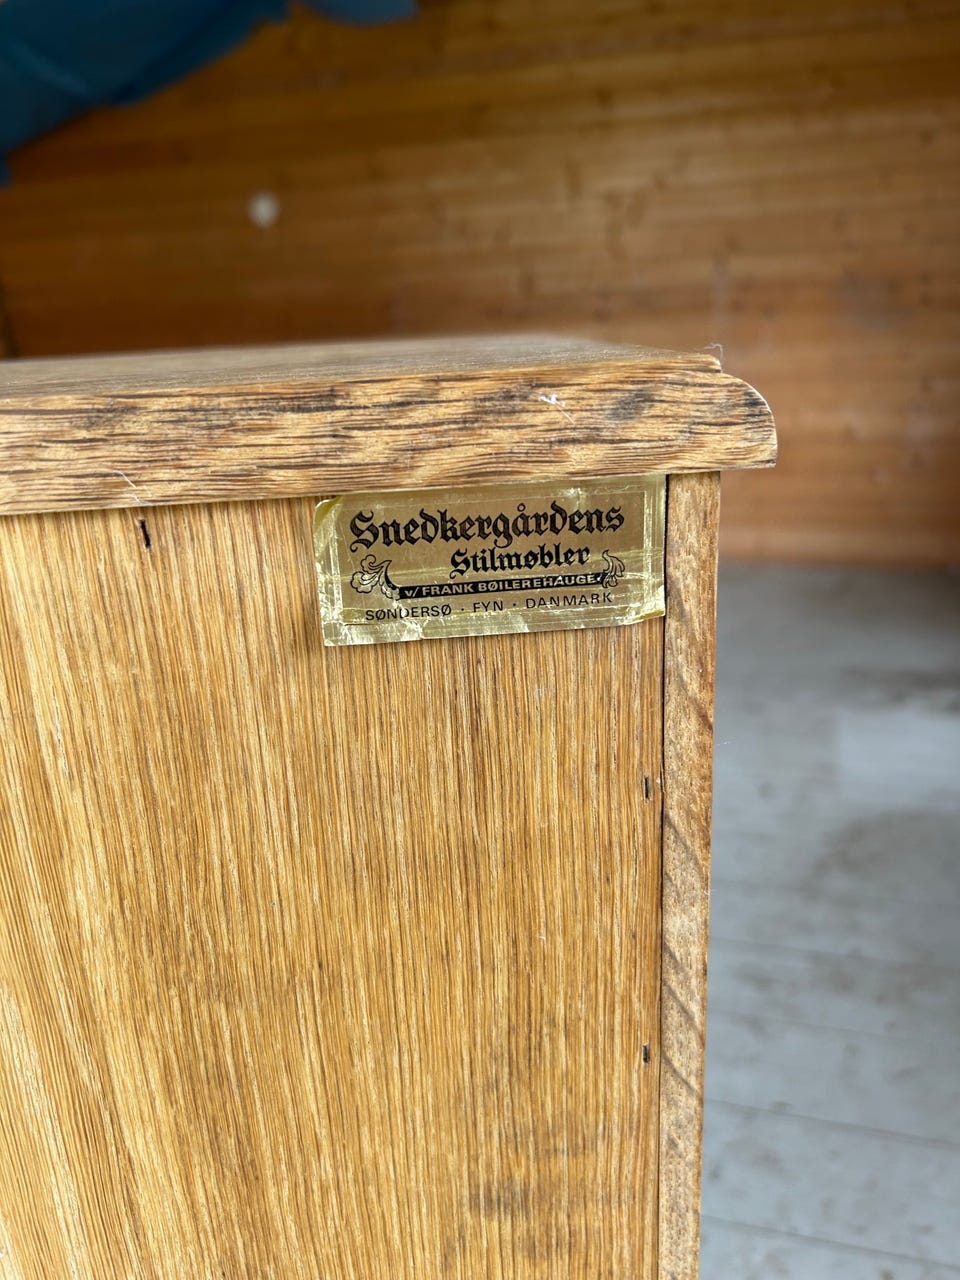 Snedkergårdens
Stilmøbler
v/ FRANK BØILEREHAUGE
SØNDERSØ · FYN · DANMARK